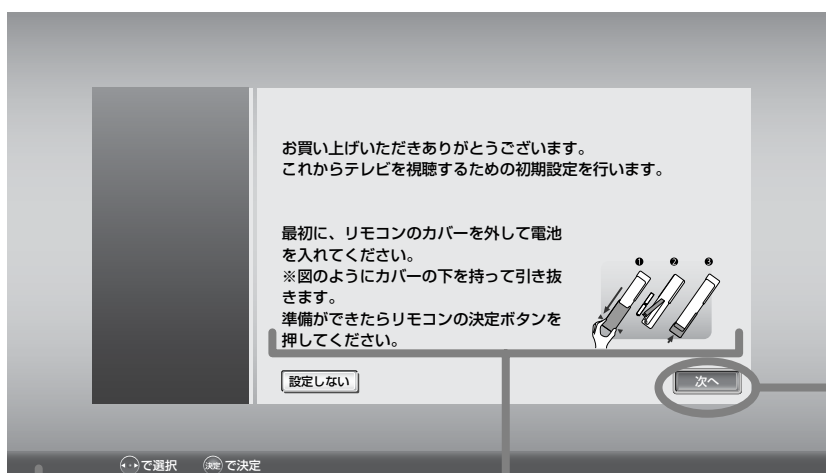 お買い上げいただきありがとうございます。
これからテレビを視聴するための初期設定を行います。
最初に、リモコンのカバーを外して電池
を入れてください。
※図のようにカバーの下を持って引き抜
きます。
準備ができたらリモコンの決定ボタンを
押してください。
❶ ❷ ❸
設定しない
次へ
で選択 決定 で決定